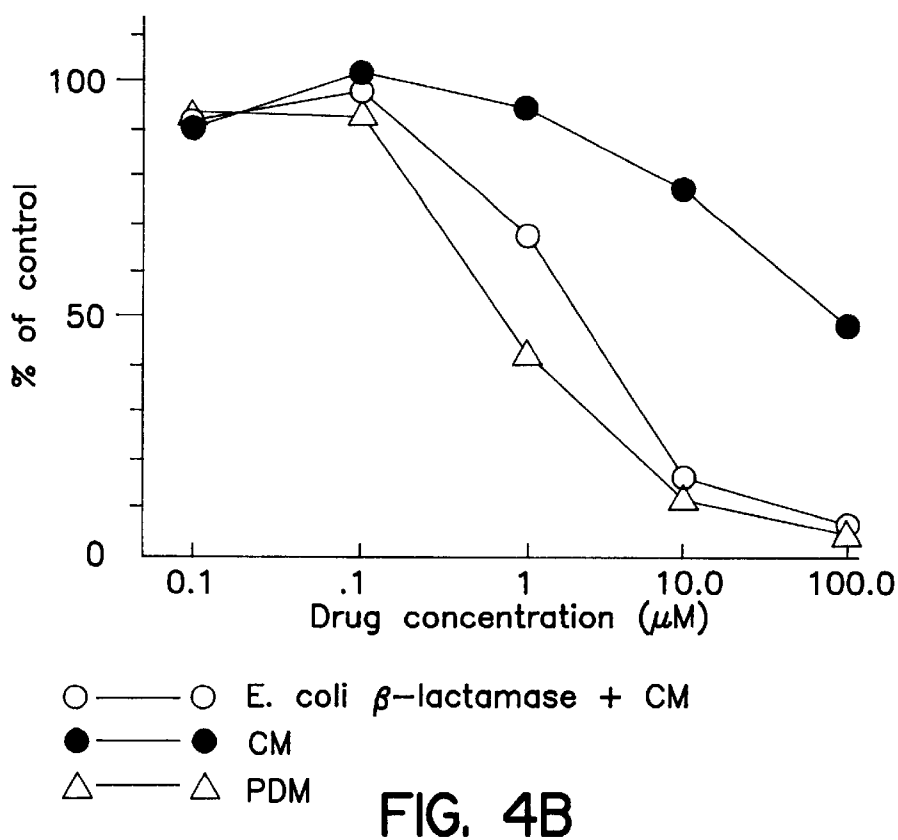 100
50
0
% of control
0.1 .1 1 10.0 100.0
Drug concentration (μM)
E. coli β-lactamase + CM
CM
PDM
FIG. 4B